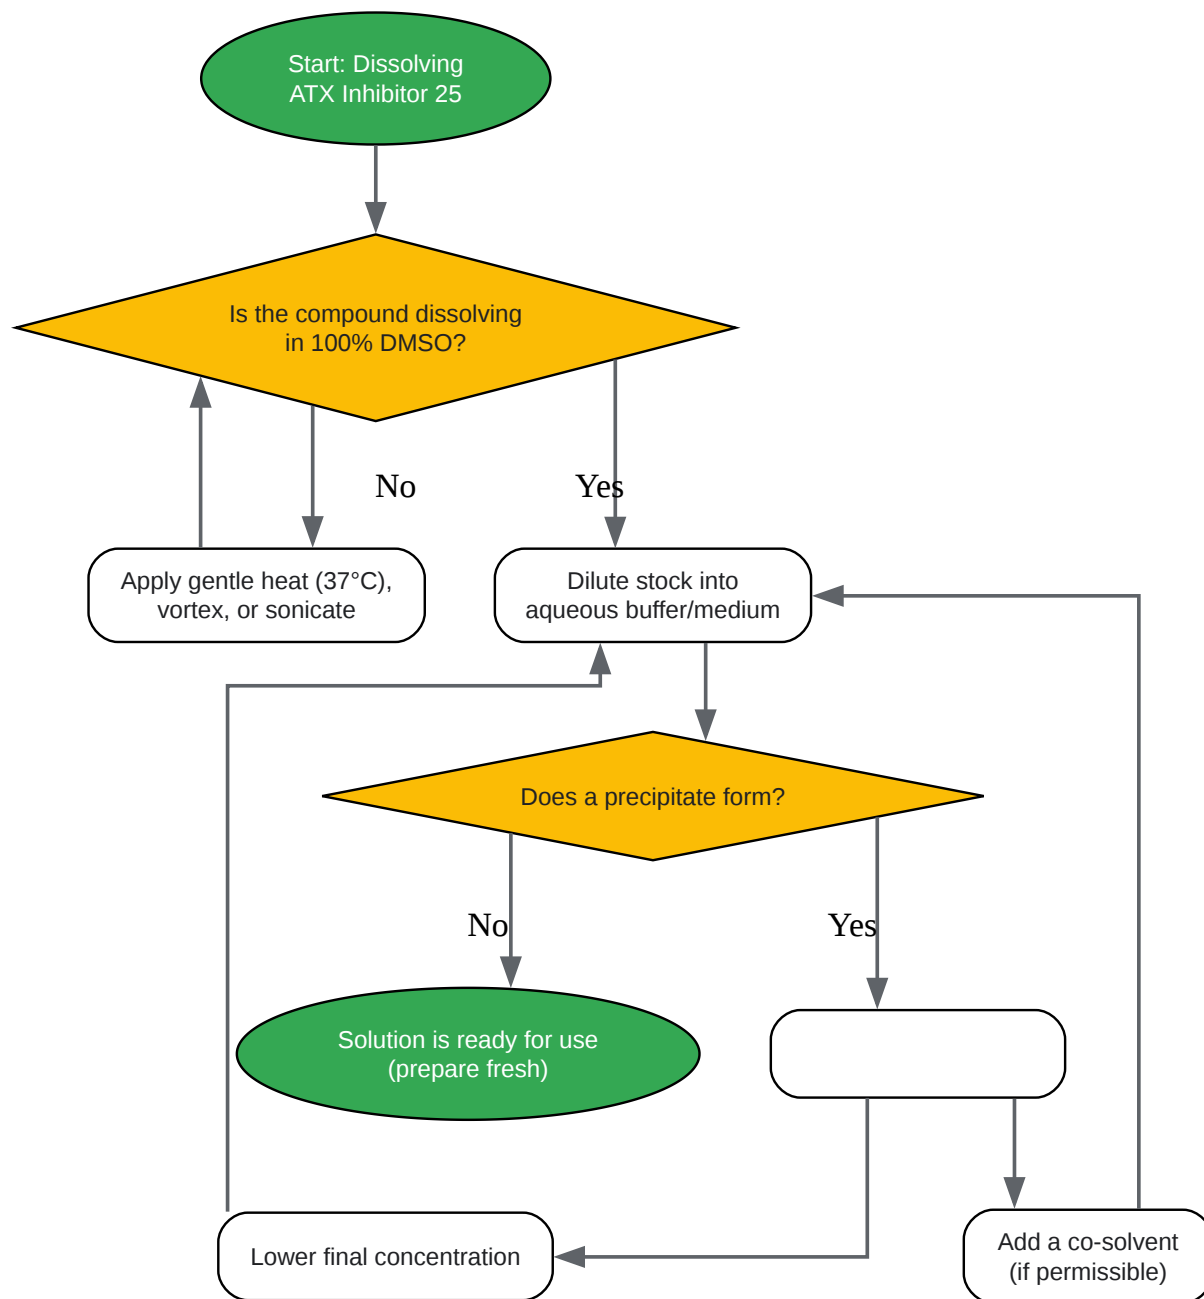 Start: Dissolving
ATX Inhibitor 25
Is the compound dissolving
in 100% DMSO?
No
Yes
Apply gentle heat (37°C),
vortex, or sonicate
Dilute stock into
aqueous buffer/medium
Does a precipitate form?
No
Yes
Solution is ready for use
(prepare fresh)
Lower final concentration
Add a co-solvent
(if permissible)